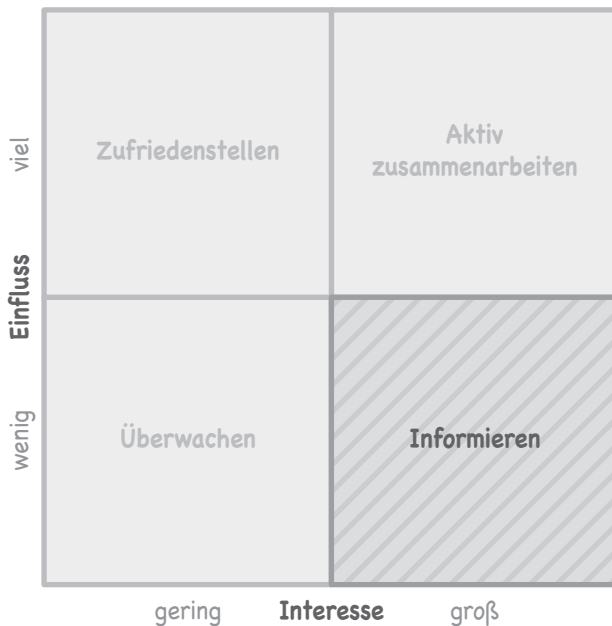 viel
Zufriedenstellen
Aktiv
zusammenarbeiten
Einfluss
wenig
Überwachen
Informieren
gering Interesse groß